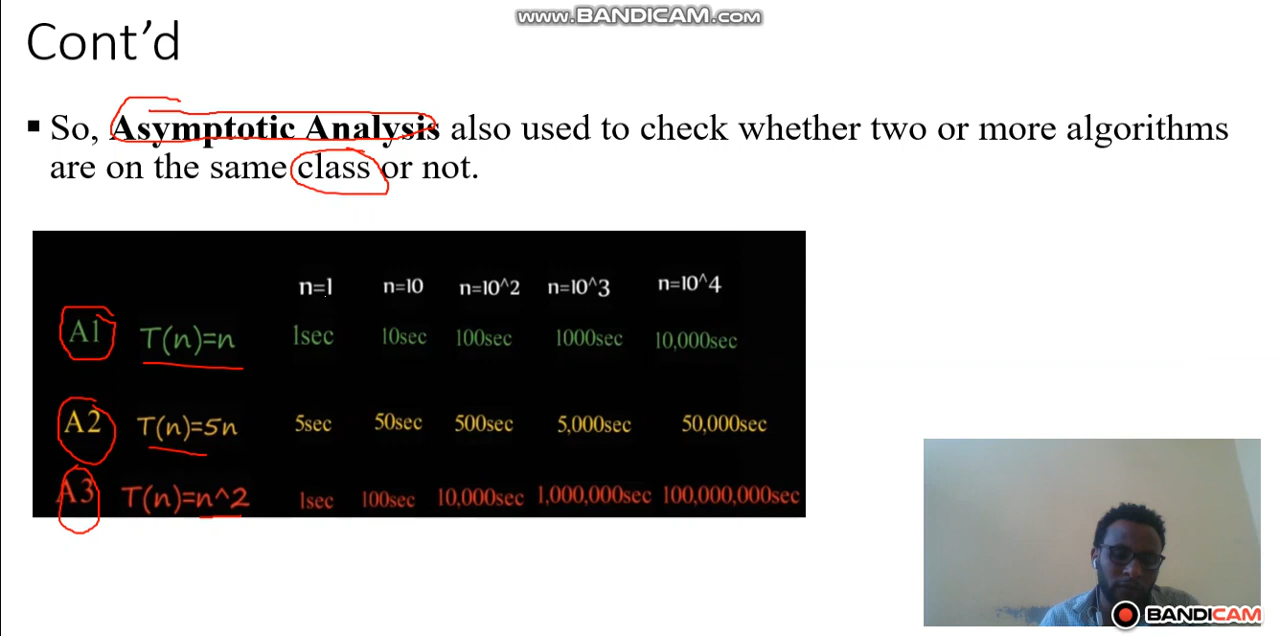 www.BANDICAM.com
Cont’d
▪ So, Asymptotic Analysis also used to check whether two or more algorithms
are on the same class or not.
n=1 n=10 n=10^2 n=10^3 n=10^4
A1 T(n)=n 1sec 10sec 100sec 1000sec 10,000sec
A2 T(n)=5n 5sec 50sec 500sec 5,000sec 50,000sec
A3 T(n)=n^2 1sec 100sec 10,000sec 1,000,000sec 100,000,000sec
BANDICAM